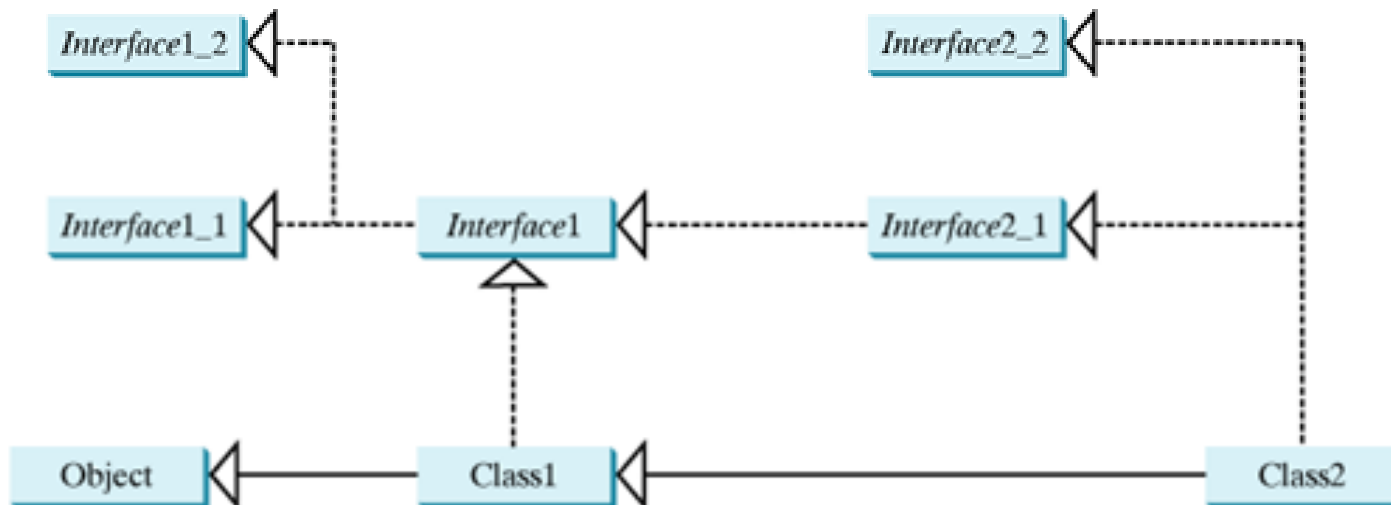 Interface1_2
Interface2_2
Interface1_1
Interface1
Interface2_1
Object
Class1
Class2